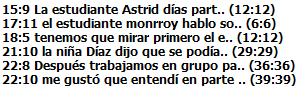 15:9 La estudiante Astrid días part.. (12:12)
17:11 el estudiante monrroy hablo so.. (6:6)
18:5 tenemos que mirar primero el e.. (12:12)
21:10 la niña Díaz dijo que se podía.. (29:29)
22:8 Después trabajamos en grupo pa.. (36:36)
22:10 me gustó que entendí en parte .. (39:39)